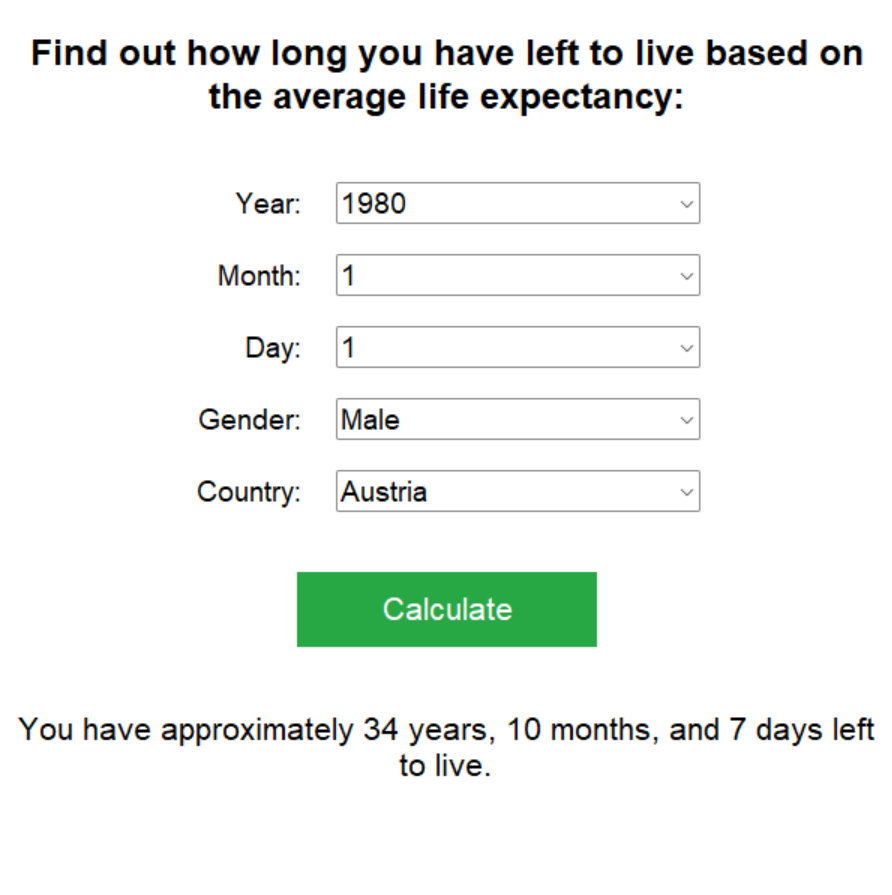 Find out how long you have left to live based on
the average life expectancy:
Year: 1980
Month: 1
Day: 1
Gender: Male
Country: Austria
Calculate
You have approximately 34 years, 10 months, and 7 days left
to live.